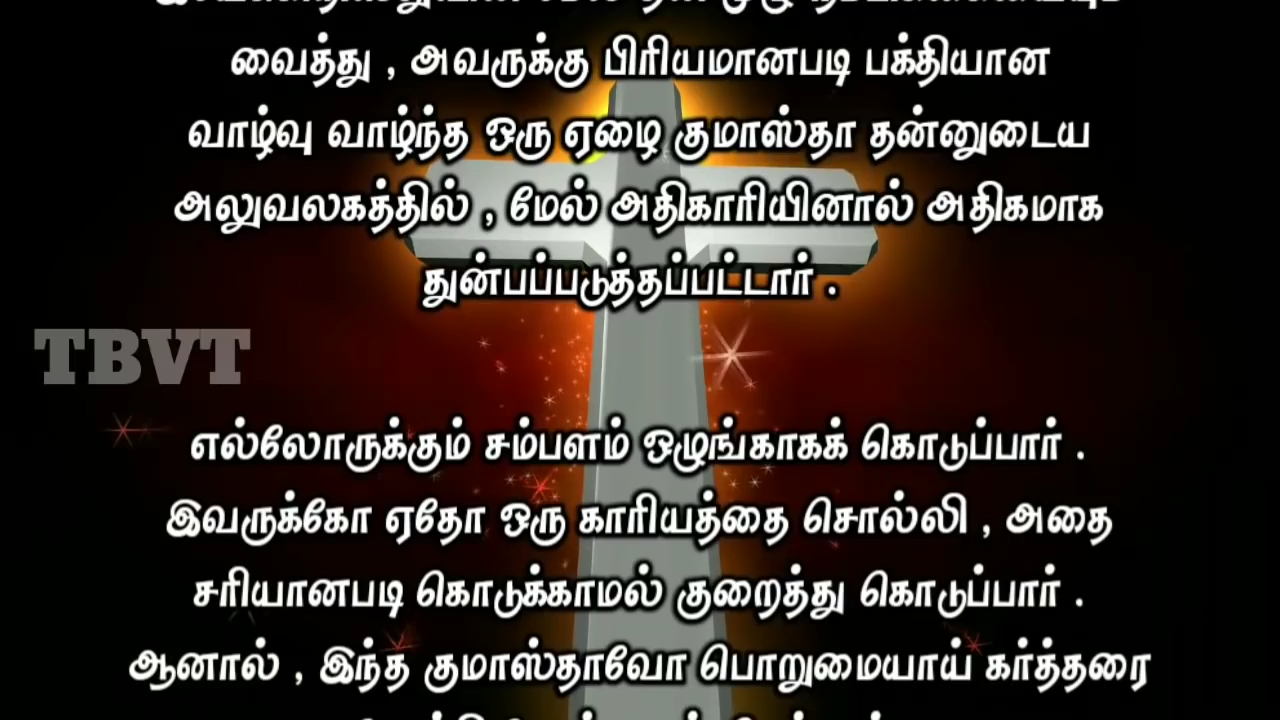 வைத்து , அவருக்கு பிரியமானபடி பக்தியான
வாழ்வு வாழ்ந்த ஒரு ஏழை குமாஸ்தா தன்னுடைய
அலுவலகத்தில் , மேல் அதிகாரியினால் அதிகமாக
துன்பப்படுத்தப்பட்டார் .
TBVT
எல்லோருக்கும் சம்பளம் ஒழுங்காகக் கொடுப்பார் .
இவருக்கோ ஏதோ ஒரு காரியத்தை சொல்லி , அதை
சரியானபடி கொடுக்காமல் குறைத்து கொடுப்பார் .
ஆனால் , இந்த குமாஸ்தாவோ பொறுமையாய் கர்த்தரை